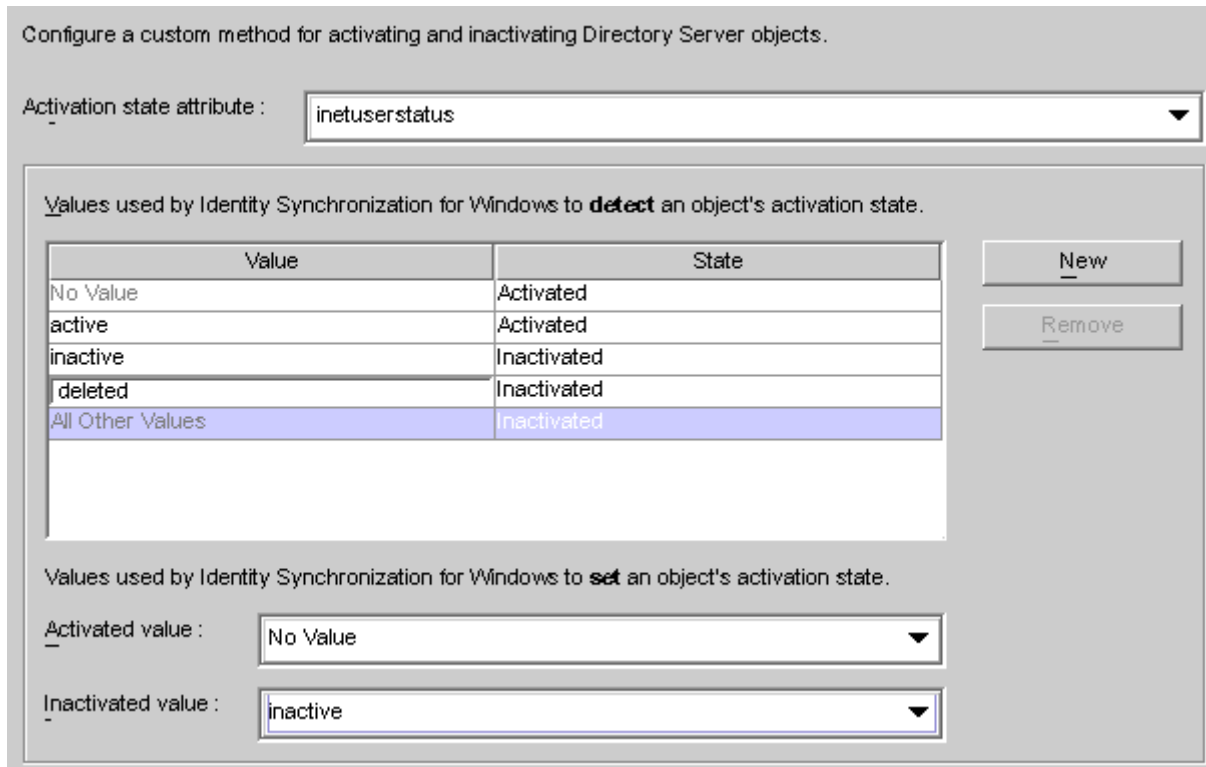 Configure a custom method for activating and inactivating Directory Server objects.
Activation state attribute : inetuserstatus
Values used by Identity Synchronization for Windows to detect an object's activation state.
Value State
No Value Activated
active Activated
inactive Inactivated
deleted Inactivated
All Other Values Inactivated
New
Remove
Values used by Identity Synchronization for Windows to set an object's activation state.
Activated value : No Value
Inactivated value : inactive